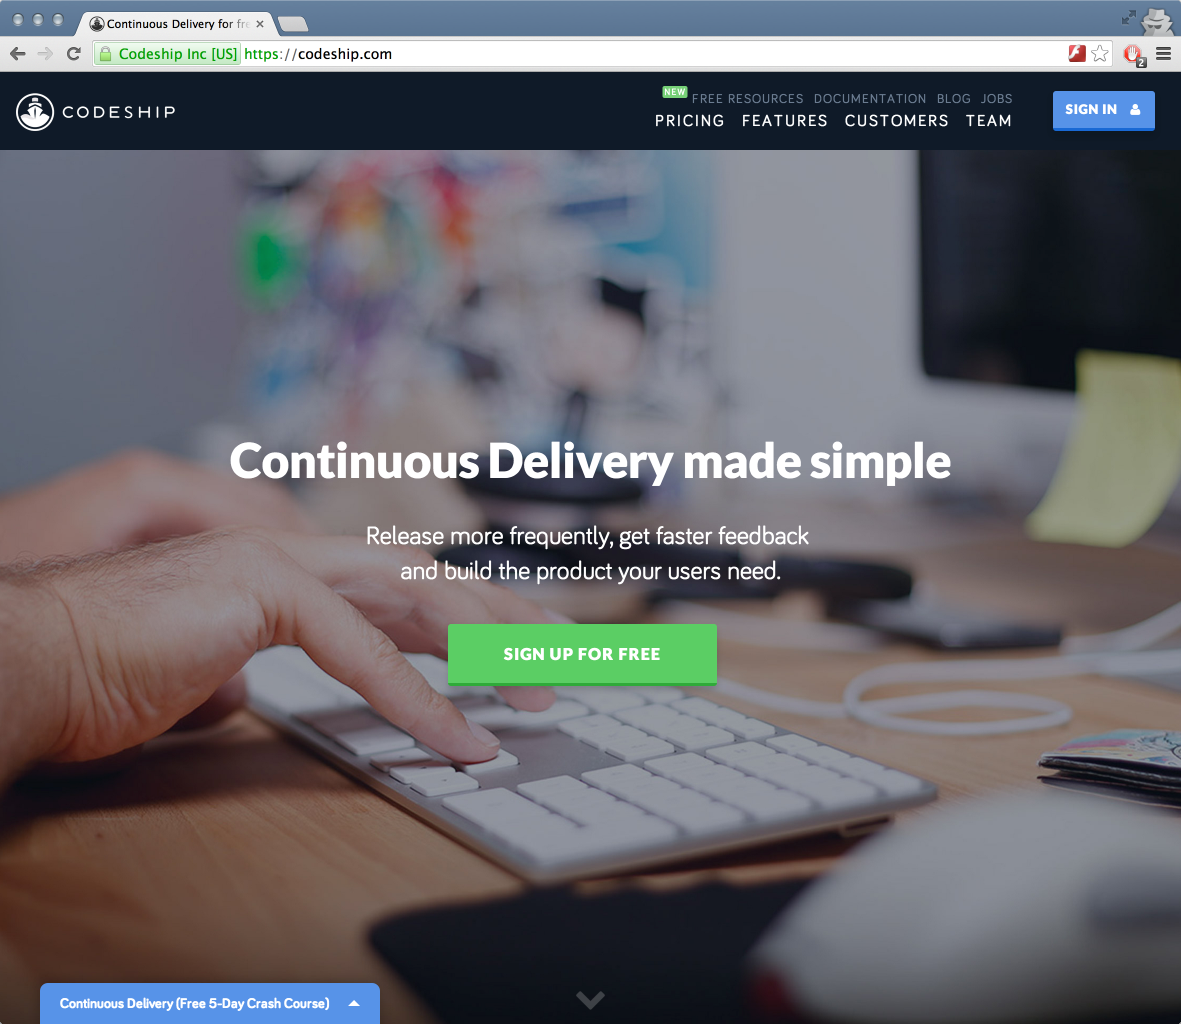 Continuous Delivery for fre
Codeship Inc [US] https://codeship.com
2
CODESHIP
NEW
FREE RESOURCES DOCUMENTATION BLOG JOBS
PRICING FEATURES CUSTOMERS TEAM
SIGN IN
Continuous Delivery made simple
Release more frequently, get faster feedback
and build the product your users need.
SIGN UP FOR FREE
Continuous Delivery (Free 5-Day Crash Course)